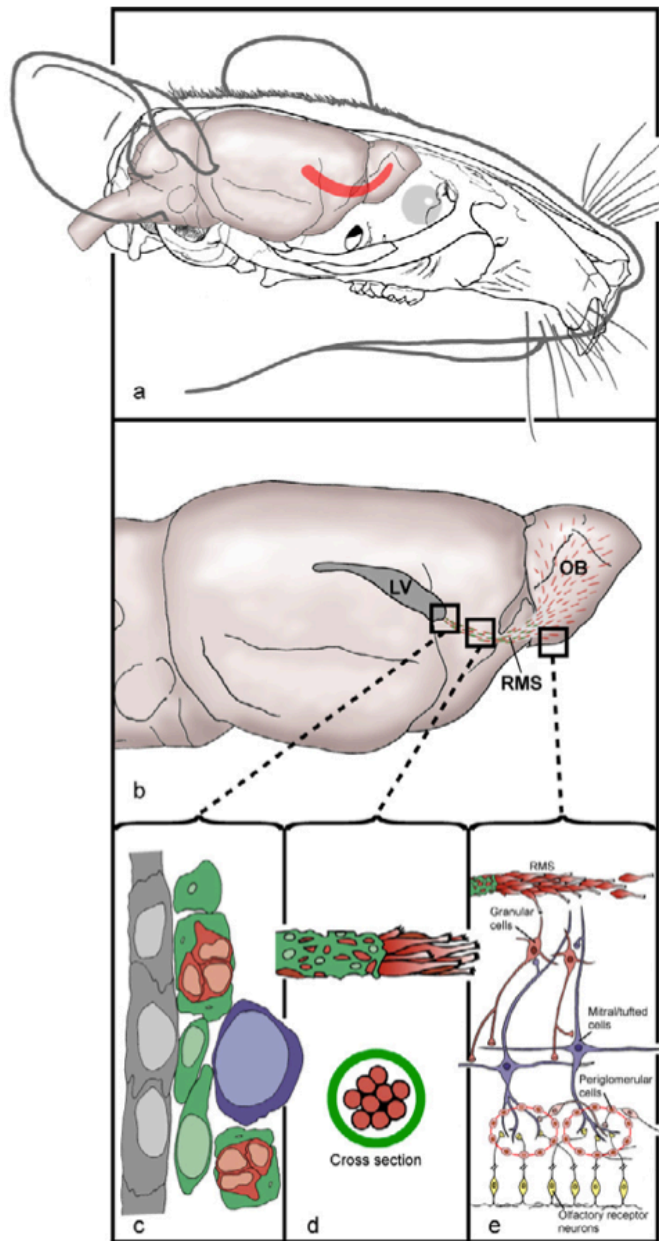 a
LV
OB
RMS
b
RMS
Granular
cells
Mitral/tufted
cells
Periglomerular
cells
Cross section
Olfactory receptor
neurons
c
d
e